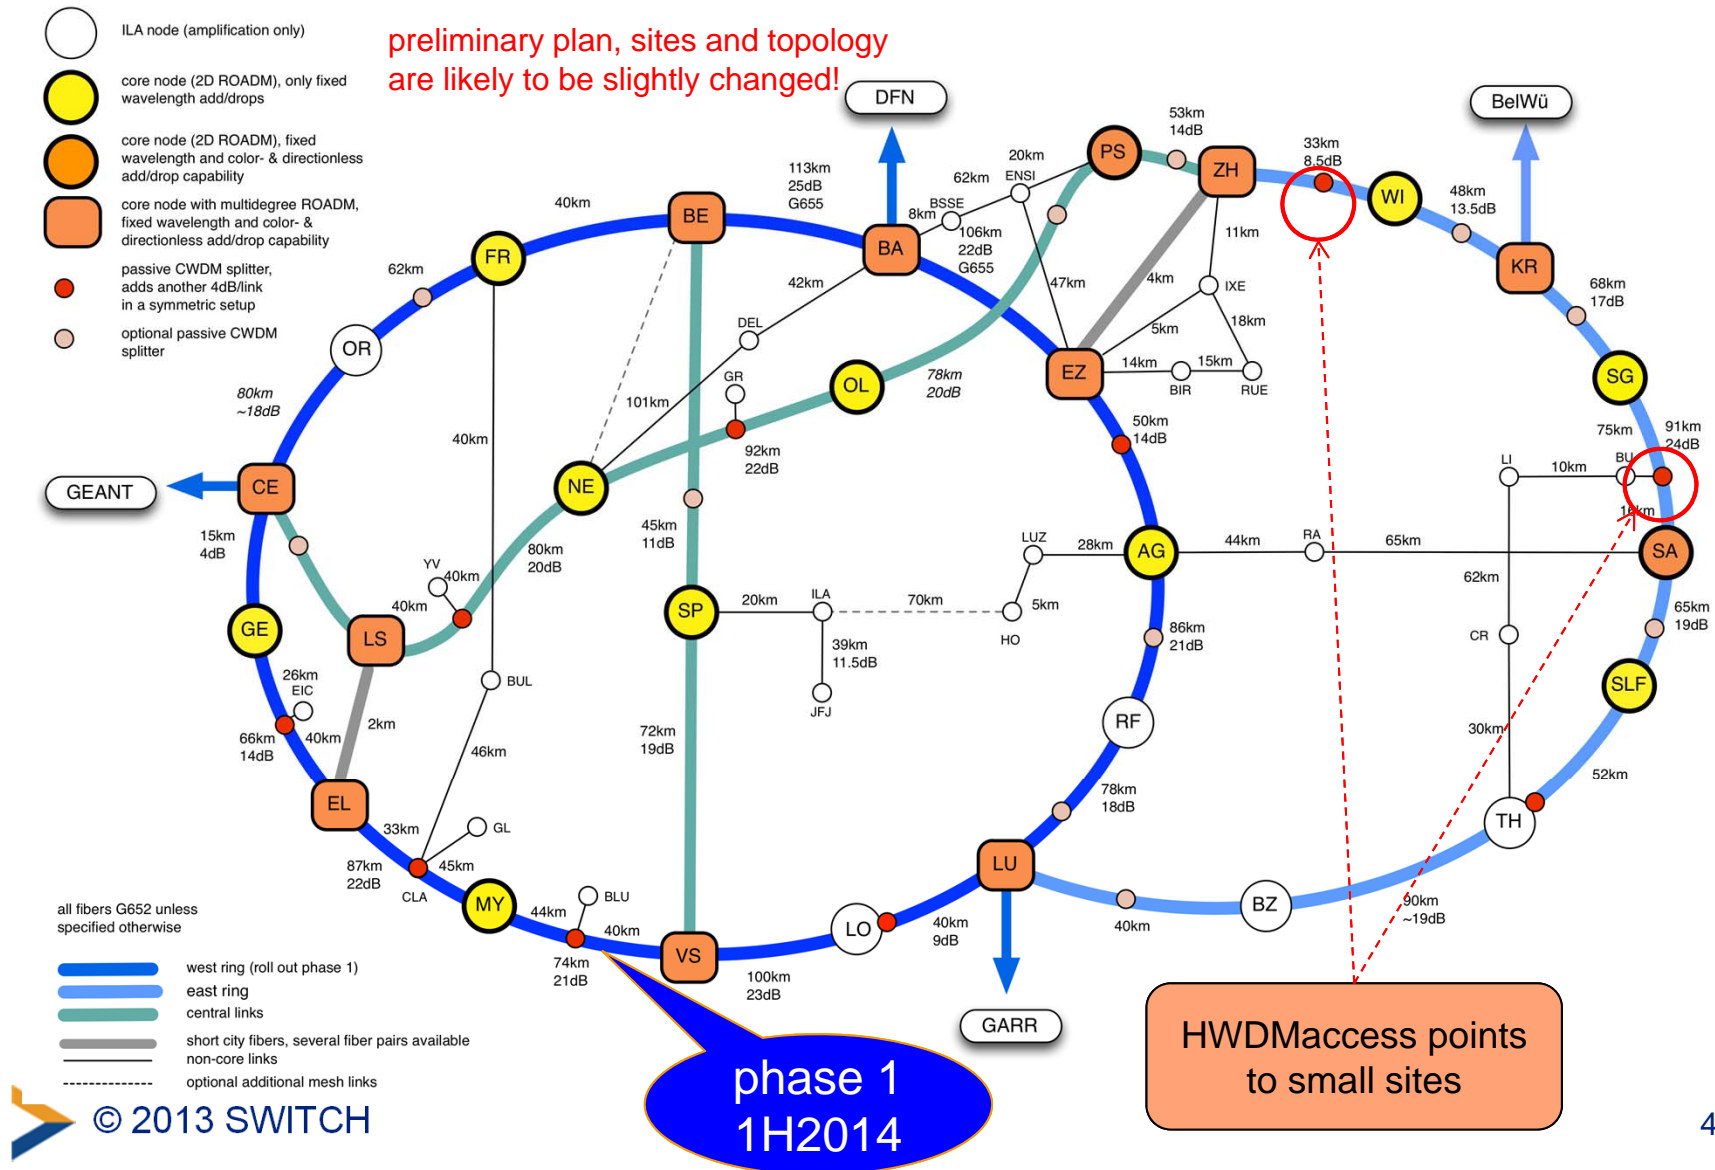 ILA node (amplification only)
core node (2D ROADM), only fixed
wavelength add/drops
core node (2D ROADM), fixed
wavelength and color- & directionless
add/drop capability
core node with multidegree ROADM,
fixed wavelength and color- &
directionless add/drop capability
passive CWDM splitter,
adds another 4dB/link
in a symmetric setup
optional passive CWDM
splitter
preliminary plan, sites and topology
are likely to be slightly changed!
DFN
BelWü
53km
14dB
33km
8.5dB
PS
ZH
WI
20km
ENSI
62km
BSSE
8km
113km
25dB
G655
40km
BE
BA
106km
22dB
G655
48km
13.5dB
11km
FR
KR
62km
42km
47km
4km
IXE
68km
17dB
5km
18km
DEL
OR
EZ
14km
15km
BIR
RUE
SG
GR
OL
78km
20dB
80km
~18dB
101km
40km
50km
14dB
75km
91km
24dB
92km
22dB
LI
10km
BU
GEANT
CE
NE
16km
15km
4dB
45km
11dB
80km
20dB
LUZ
28km
AG
44km
RA
65km
SA
YV
40km
40km
62km
GE
LS
SP
20km
ILA
70km
5km
HO
65km
19dB
CR
86km
21dB
39km
11.5dB
JFJ
26km
EIC
BUL
SLF
66km
14dB
40km
2km
46km
72km
19dB
RF
30km
52km
78km
18dB
EL
33km
GL
TH
87km
22dB
45km
CLA
LU
MY
44km
BLU
40km
74km
21dB
VS
LO
40km
9dB
40km
BZ
90km
~19dB
100km
23dB
all fibers G652 unless
specified otherwise
west ring (roll out phase 1)
east ring
central links
short city fibers, several fiber pairs available
non-core links
optional additional mesh links
GARR
HWDMaccess points
to small sites
phase 1
1H2014
© 2013 SWITCH
4